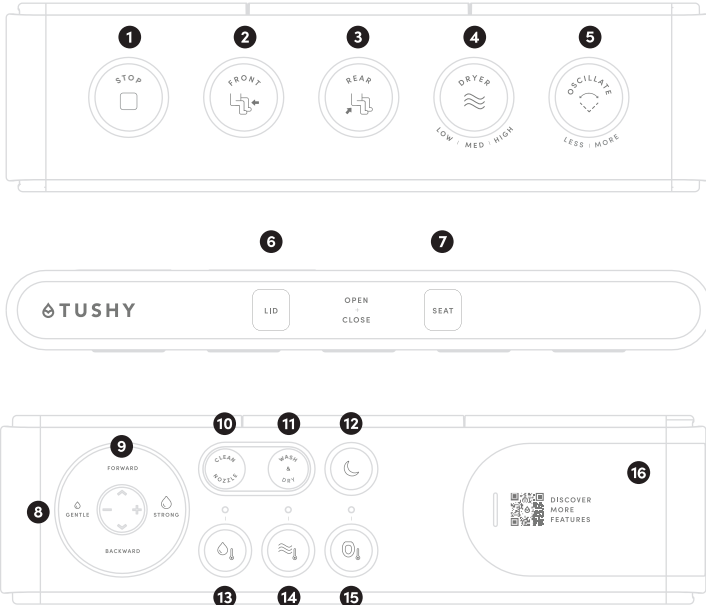 1 2 3 4 5
STOP FRONT REAR DRYER OSCILLATE
LOW | MED | HIGH LESS | MORE
6 7
TUSHY LID OPEN SEAT
CLOSE
10 11 12
9
FORWARD CLEAN NOZZLE WASH & DRY
16
8 GENTLE STRONG DISCOVER
MORE
FEATURES
BACKWARD
13 14 15